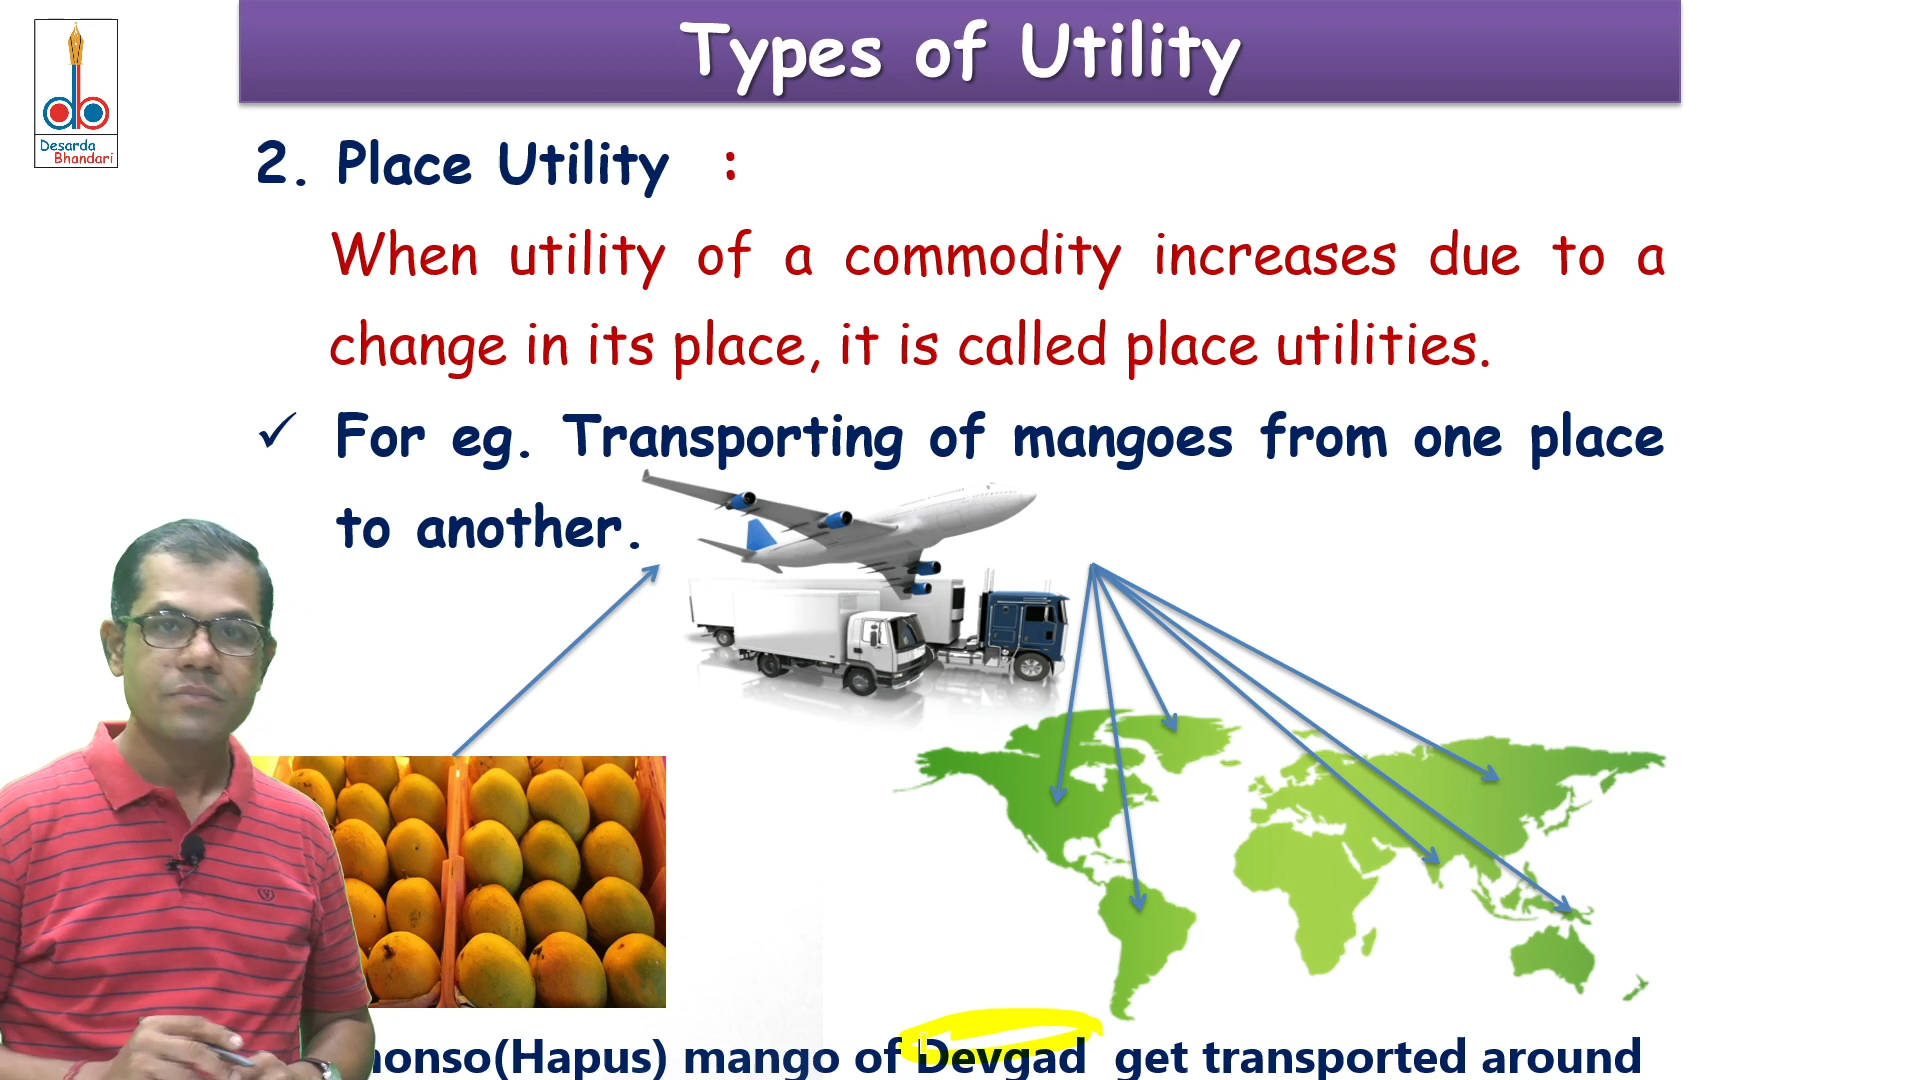 Types of Utility
Desarda
Bhandari
2. Place Utility :
When utility of a commodity increases due to a
change in its place, it is called place utilities.
✓ For eg. Transporting of mangoes from one place
to another.
(Hapus) mango of Devgad get transported around